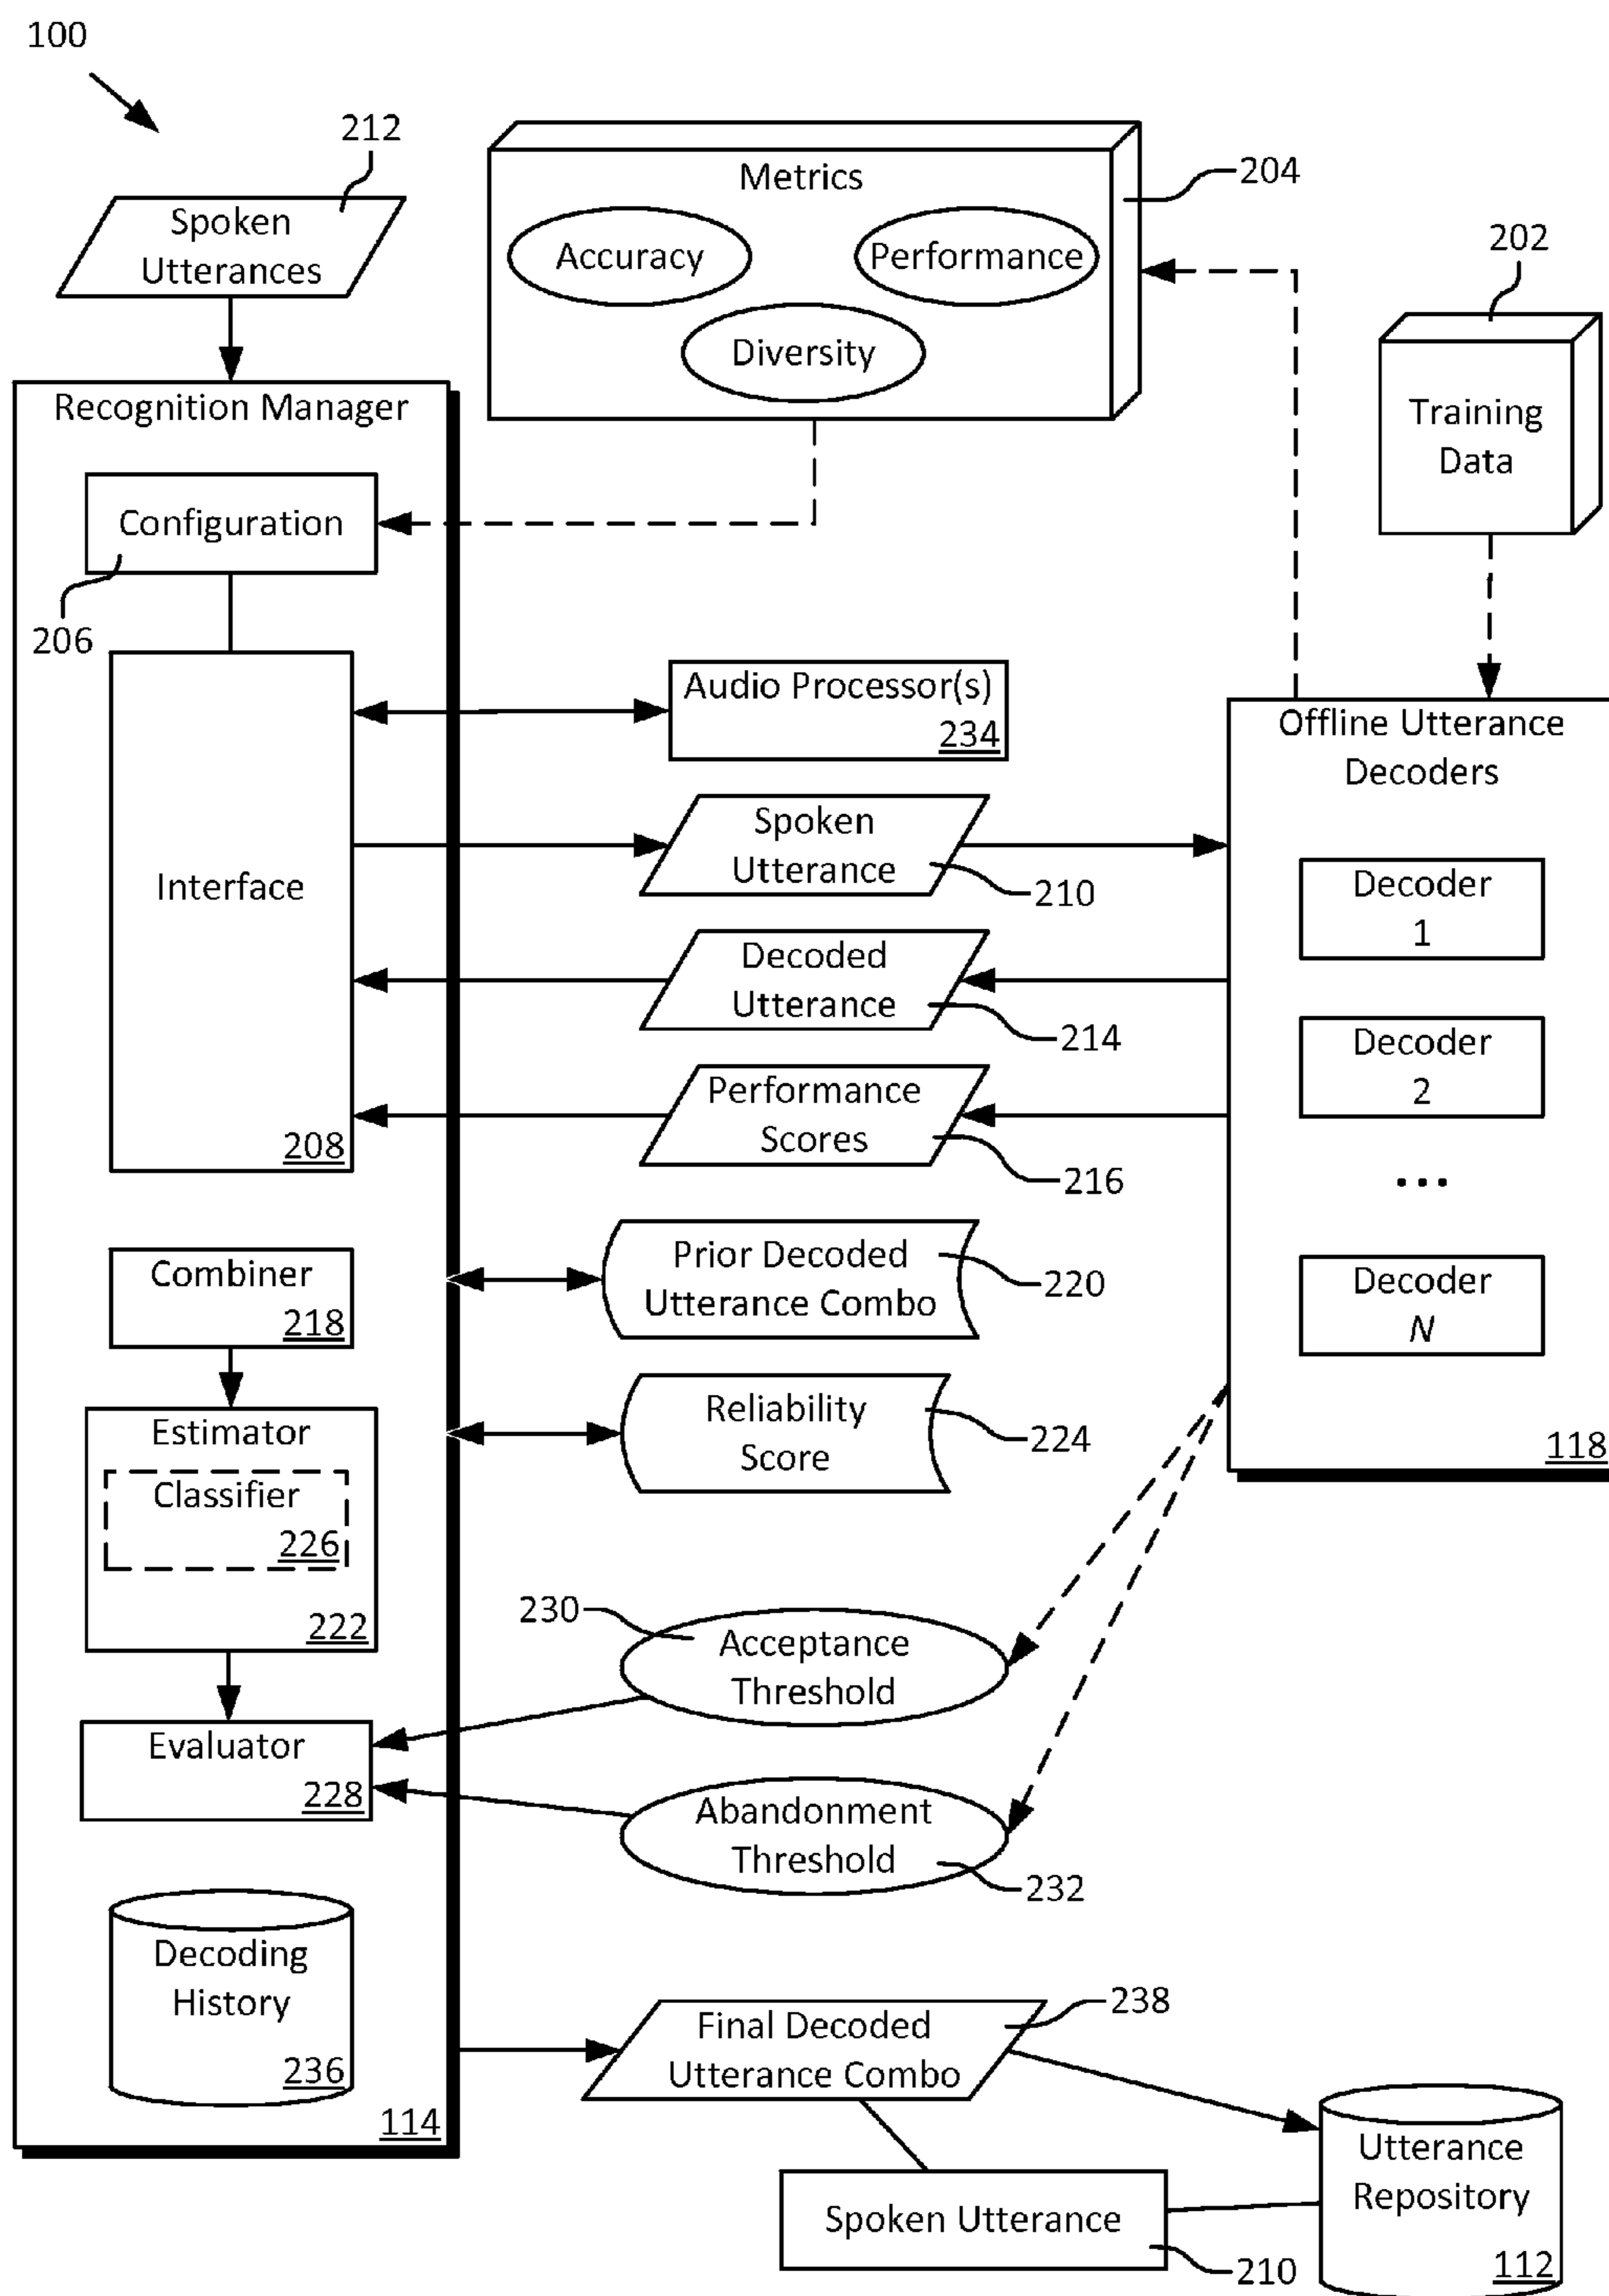 100
212
Spoken
Utterances
Metrics
Accuracy
Performance
Diversity
204
202
Training
Data
Recognition Manager
Configuration
206
Interface
208
Audio Processor(s)
234
Spoken
Utterance
210
Decoded
Utterance
214
Performance
Scores
216
Offline Utterance
Decoders
Decoder
1
Decoder
2
...
Decoder
N
118
Combiner
218
Prior Decoded
Utterance Combo
220
Estimator
Classifier
226
222
Reliability
Score
224
230
Acceptance
Threshold
Evaluator
228
Abandonment
Threshold
232
Decoding
History
236
114
Final Decoded
Utterance Combo
238
Spoken Utterance
210
Utterance
Repository
112